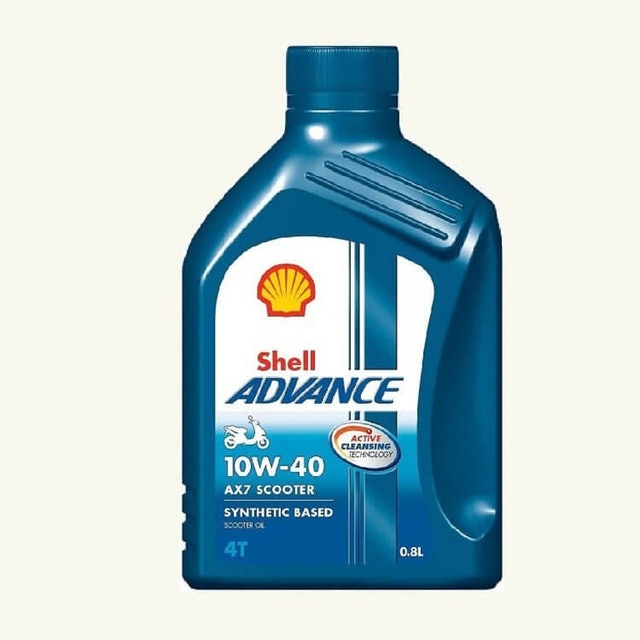 Shell
ADVANCE
ACTIVE
CLEANSING
TECHNOLOGY
10W-40
AX7 SCOOTER
SYNTHETIC BASED
SCOOTER OIL
4T
0.8L